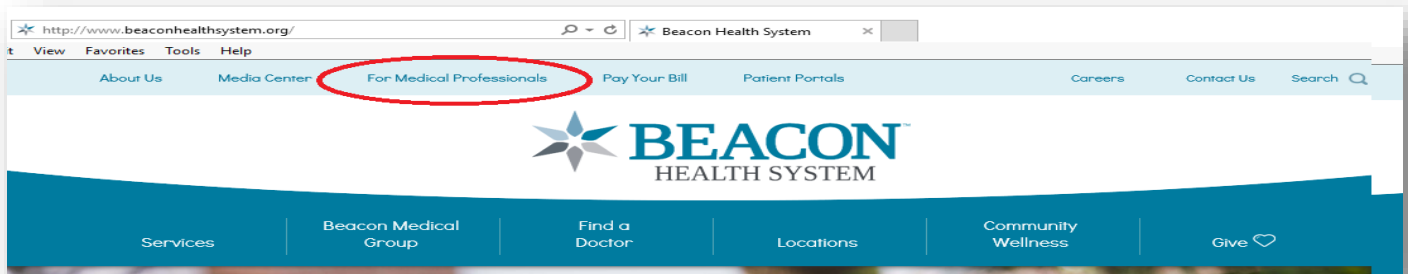 http://www.beaconhealthsystem.org/ Beacon Health System ×
t View Favorites Tools Help
About Us Media Center For Medical Professionals Pay Your Bill Patient Portals Careers Contact Us Search
BEACON™
HEALTH SYSTEM
Services
Beacon Medical
Group
Find a
Doctor
Locations
Community
Wellness
Give